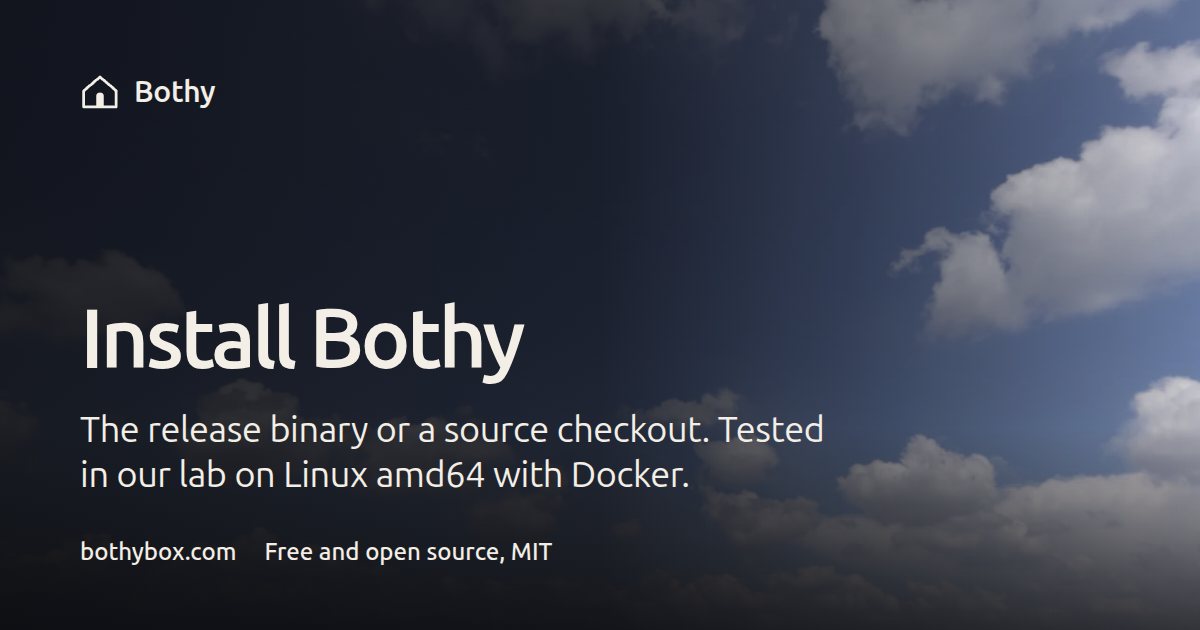 Bothy
Install Bothy
The release binary or a source checkout. Tested
in our lab on Linux amd64 with Docker.
bothybox.com Free and open source, MIT